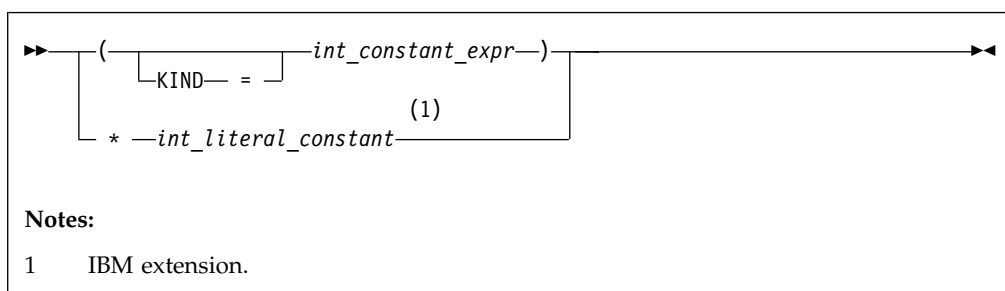 ( int_constant_expr )
KIND =
(1)
* int_literal_constant
Notes:
1 IBM extension.